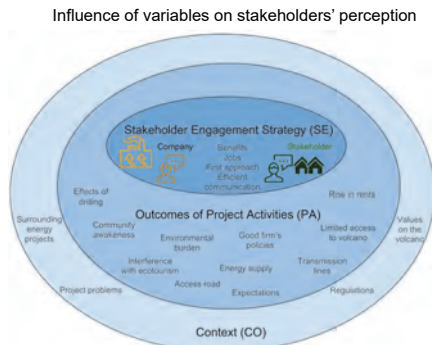 Influence of variables on stakeholders' perception
Stakeholder Engagement Strategy (SE)
Company
Benefits
Jobs
First approach
Efficient
communication
Stakeholder
Effects of
drilling
Rise in rents
Outcomes of Project Activities (PA)
Surrounding
energy
projects
Community
awareness
Environmental
burden
Good firm's
policies
Limited access
to volcano
Values
on the
volcano
Interference
with ecotourism
Energy supply
Transmission
lines
Project problems
Access road
Expectations
Regulations
Context (CO)